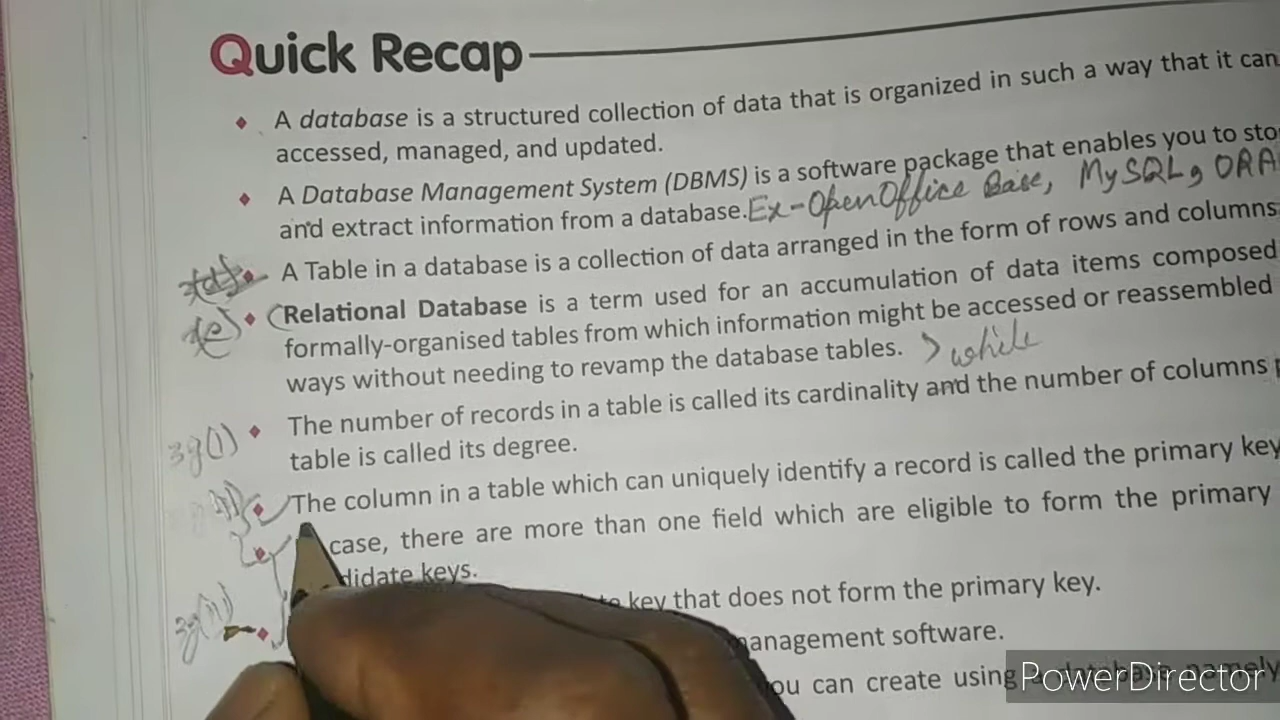 Quick Recap
A database is a structured collection of data that is organized in such a way that it can
accessed, managed, and updated.
A Database Management System (DBMS) is a software package that enables you to sto
and extract information from a database. Ex-OpenOffice Base, MySQL, ORA
A Table in a database is a collection of data arranged in the form of rows and columns
Relational Database is a term used for an accumulation of data items composed
formally-organised tables from which information might be accessed or reassembled
ways without needing to revamp the database tables. while
3g(i) The number of records in a table is called its cardinality and the number of columns
table is called its degree.
The column in a table which can uniquely identify a record is called the primary key
case, there are more than one field which are eligible to form the primary
didate keys.
key that does not form the primary key.
management software.
ou can create using a database namely
PowerDirector